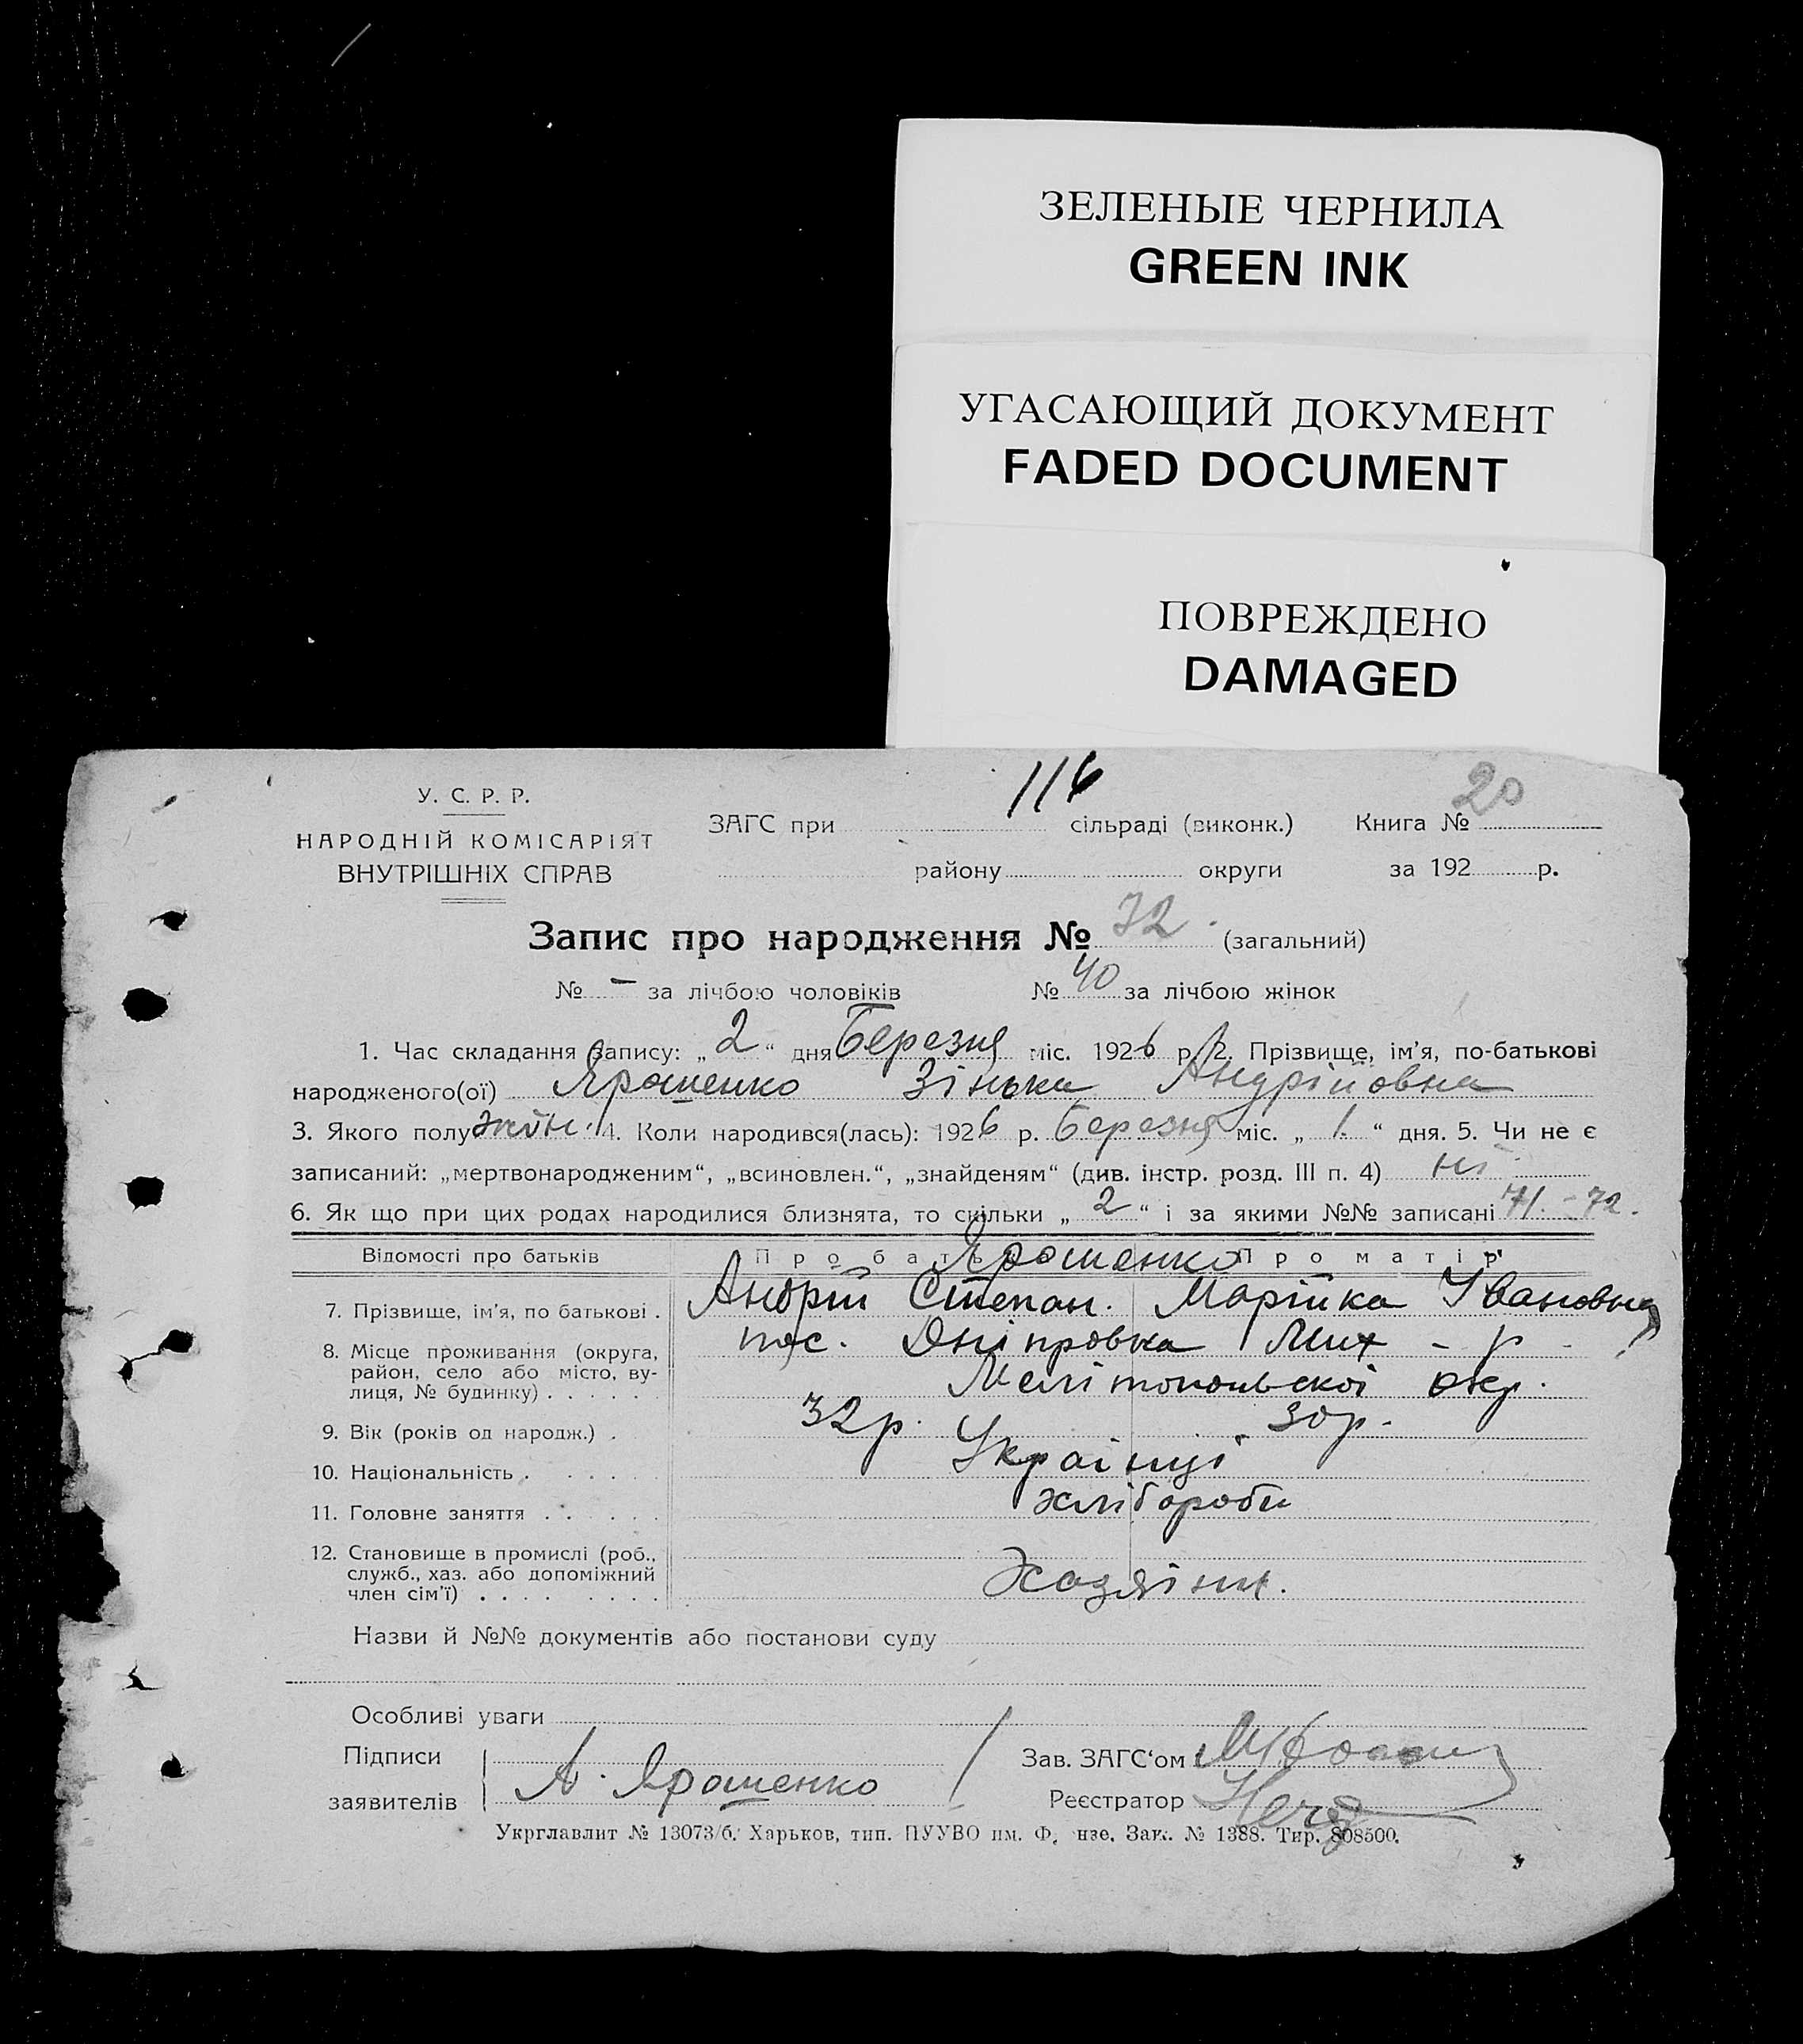 ЗЕЛЕНЫЕ ЧЕРНИЛА
GREEN INK
УГАСАЮЩИЙ ДОКУМЕНТ
FADED DOCUMENT
ПОВРЕЖДЕНО
DAMAGED
116
20
У. С. Р. Р.
НАРОДНІЙ КОМІСАРІЯТ
ВНУТРІШНІХ СПРАВ
ЗАГС при сільраді (виконк.) Книга №
району округи за 192 р.
Запис про народження № 72. (загальний)
№ – за лічбою чоловіків № 40 за лічбою жінок
1. Час складання запису: „2“ дня Березня міс. 1926 р. 2. Прізвище, ім’я, по-батькові
народженого(ої) Ярошенко Зінька Андрійовна
3. Якого полу жін. 4. Коли народився(лась): 1926 р. Березня міс. „1“ дня. 5. Чи не є
записаний: „мертвонародженим“, „всиновлен.“, „знайденям“ (див. інстр. розд. III п. 4) ні
6. Як що при цих родах народилися близнята, то скільки „2“ і за якими №№ записані 71.-72.
Відомості про батьків Про батька Про матір
Ярошенко
7. Прізвище, ім’я, по батькові . Андрій Степан. Марійка Івановна
8. Місце проживання (округа, район, село або місто, вулиця, № будинку) . . . . . пос. Дніпровка Мих - р -
Мелітопольскоі окр.
9. Вік (років од народж.) . 32р. 30р.
10. Національність . . . . . . Українці
11. Головне заняття . . . . . хлібороби
12. Становище в промислі (роб., служб., хаз. або допоміжний член сім’ї) . . . . . . . . Хазяіни.
Назви й №№ документів або постанови суду
Особливі уваги
Підписи заявителів А. Ярошенко
Зав. ЗАГС‘ом
Реєстратор
Укрглавлит № 13073/б. Харьков, тип. ПУУВО им. Ф. нзе. Зак. № 1388. Тир. 808500.